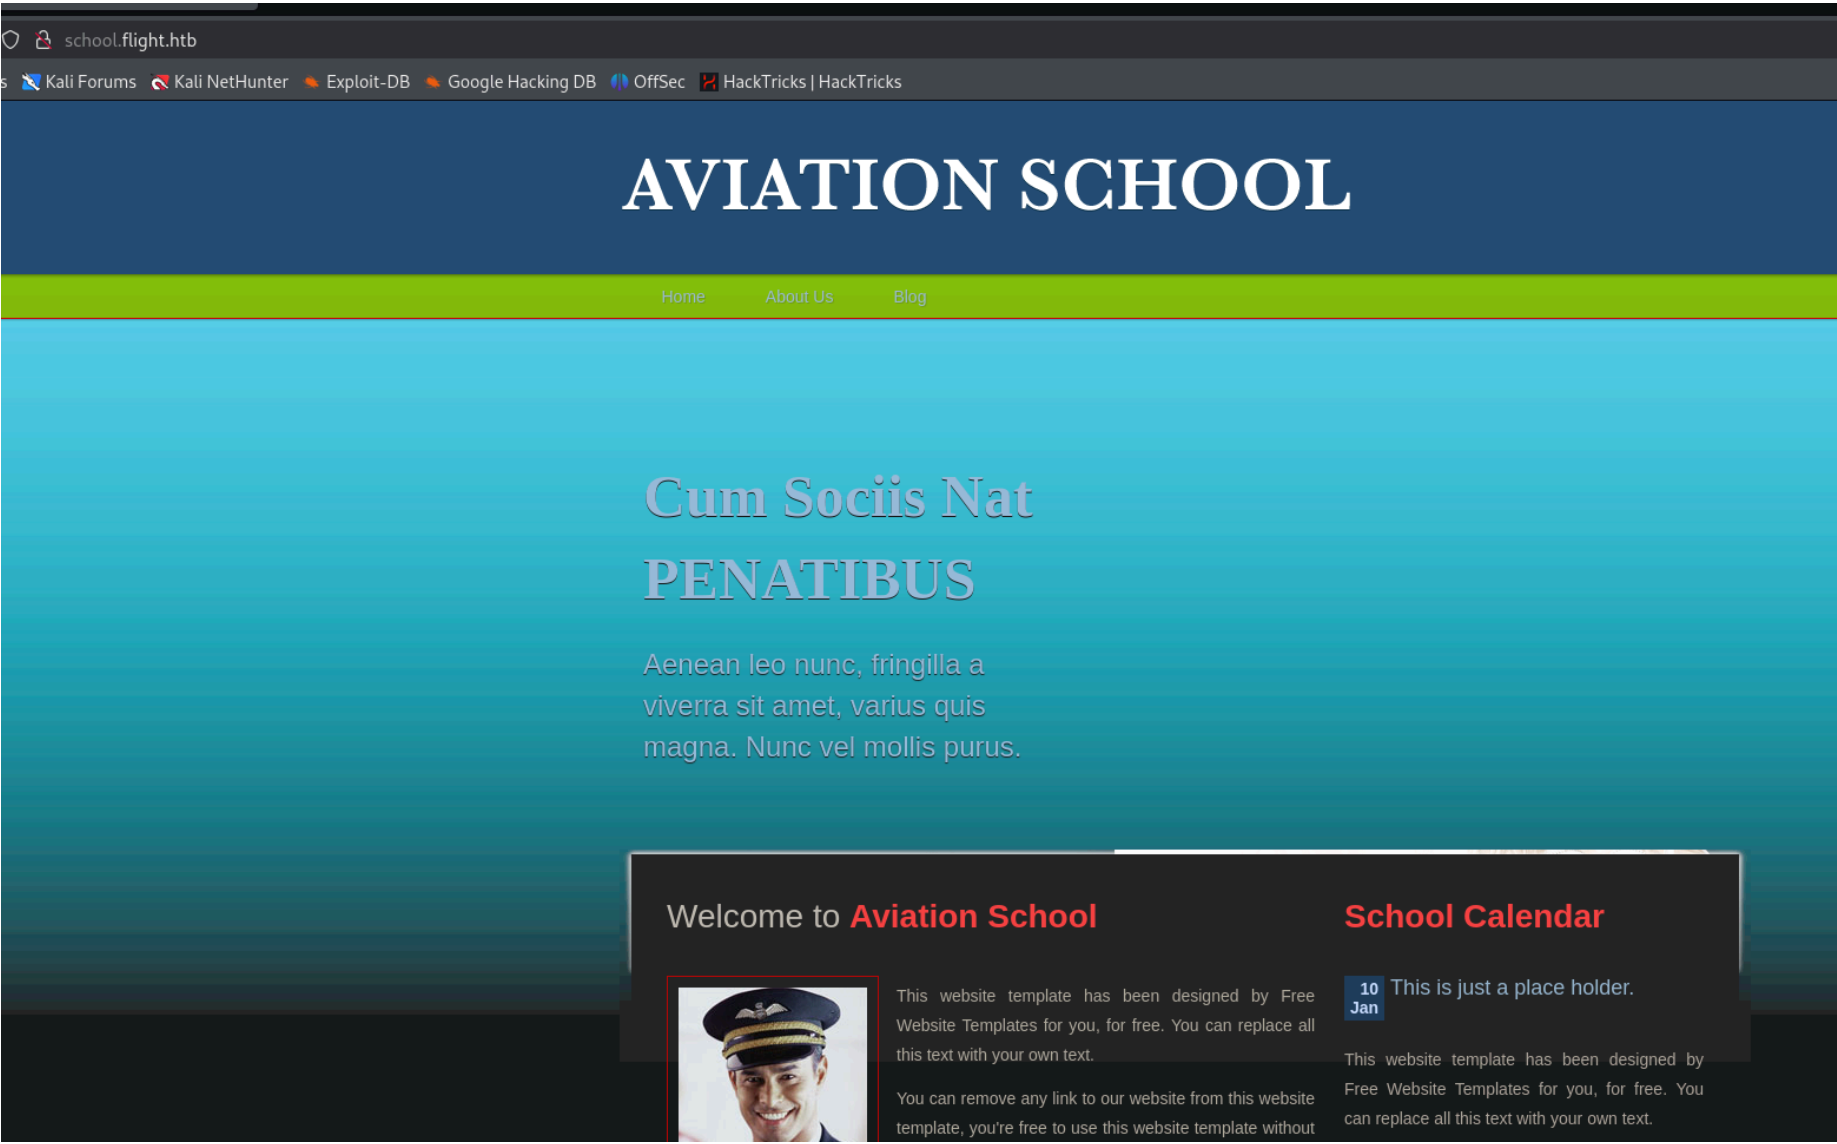 school.flight.htb
s Kali Forums Kali NetHunter Exploit-DB Google Hacking DB OffSec HackTricks | HackTricks
AVIATION SCHOOL
Home About Us Blog
Cum Sociis Nat
PENATIBUS
Aenean leo nunc, fringilla a
viverra sit amet, varius quis
magna. Nunc vel mollis purus.
Welcome to Aviation School
This website template has been designed by Free
Website Templates for you, for free. You can replace all
this text with your own text.
You can remove any link to our website from this website
template, you're free to use this website template without
School Calendar
10
Jan
This is just a place holder.
This website template has been designed by
Free Website Templates for you, for free. You
can replace all this text with your own text.